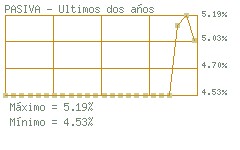 PASIVA - Ultimos dos años
5.19%
5.03%
4.70%
4.53%
Máximo = 5.19%
Mínimo = 4.53%